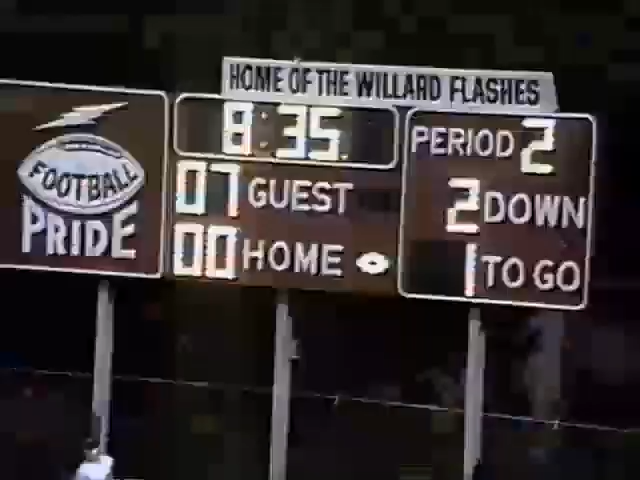 HOME OF THE WILLARD FLASHES
8:35
PERIOD 2
FOOTBALL
PRIDE
07 GUEST
2 DOWN
00 HOME
1 TO GO